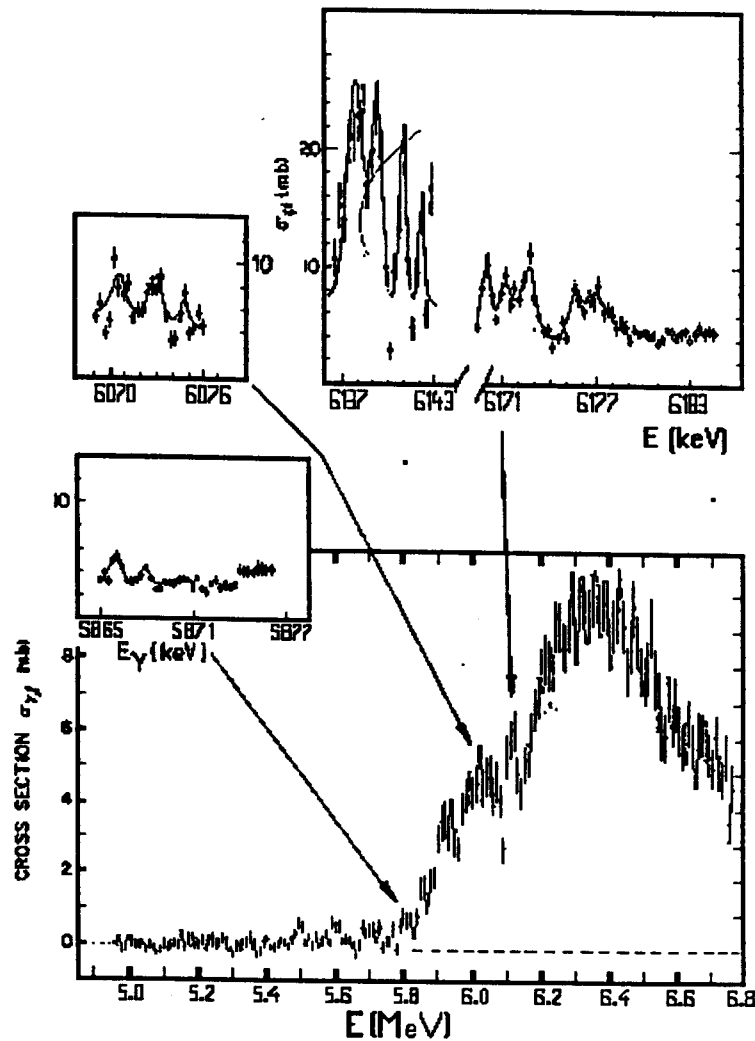 20
σγf (mb)
10
6137 6143 6171 6177 6183
E (keV)
10
6070 6076
10
5865 5871 5877
Eγ (keV)
CROSS SECTION σγf (mb)
8
6
4
2
0
5.0 5.2 5.4 5.6 5.8 6.0 6.2 6.4 6.6 6.8
E (MeV)